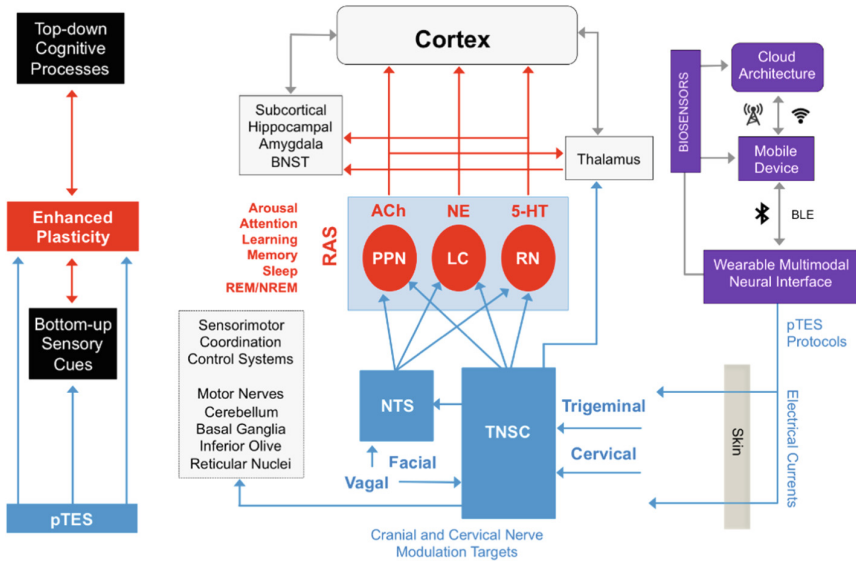 Top-down
Cognitive
Processes
Enhanced
Plasticity
Bottom-up
Sensory
Cues
pTES
Cortex
Subcortical
Hippocampal
Amygdala
BNST
Thalamus
Arousal
Attention
Learning
Memory
Sleep
REM/NREM
RAS
ACh NE 5-HT
PPN LC RN
Sensorimotor
Coordination
Control Systems
Motor Nerves
Cerebellum
Basal Ganglia
Inferior Olive
Reticular Nuclei
NTS
TNSC
Facial
Vagal
Trigeminal
Cervical
Cranial and Cervical Nerve
Modulation Targets
BIOSENSORS
Cloud
Architecture
Mobile
Device
BLE
Wearable Multimodal
Neural Interface
pTES
Protocols
Skin
Electrical Currents